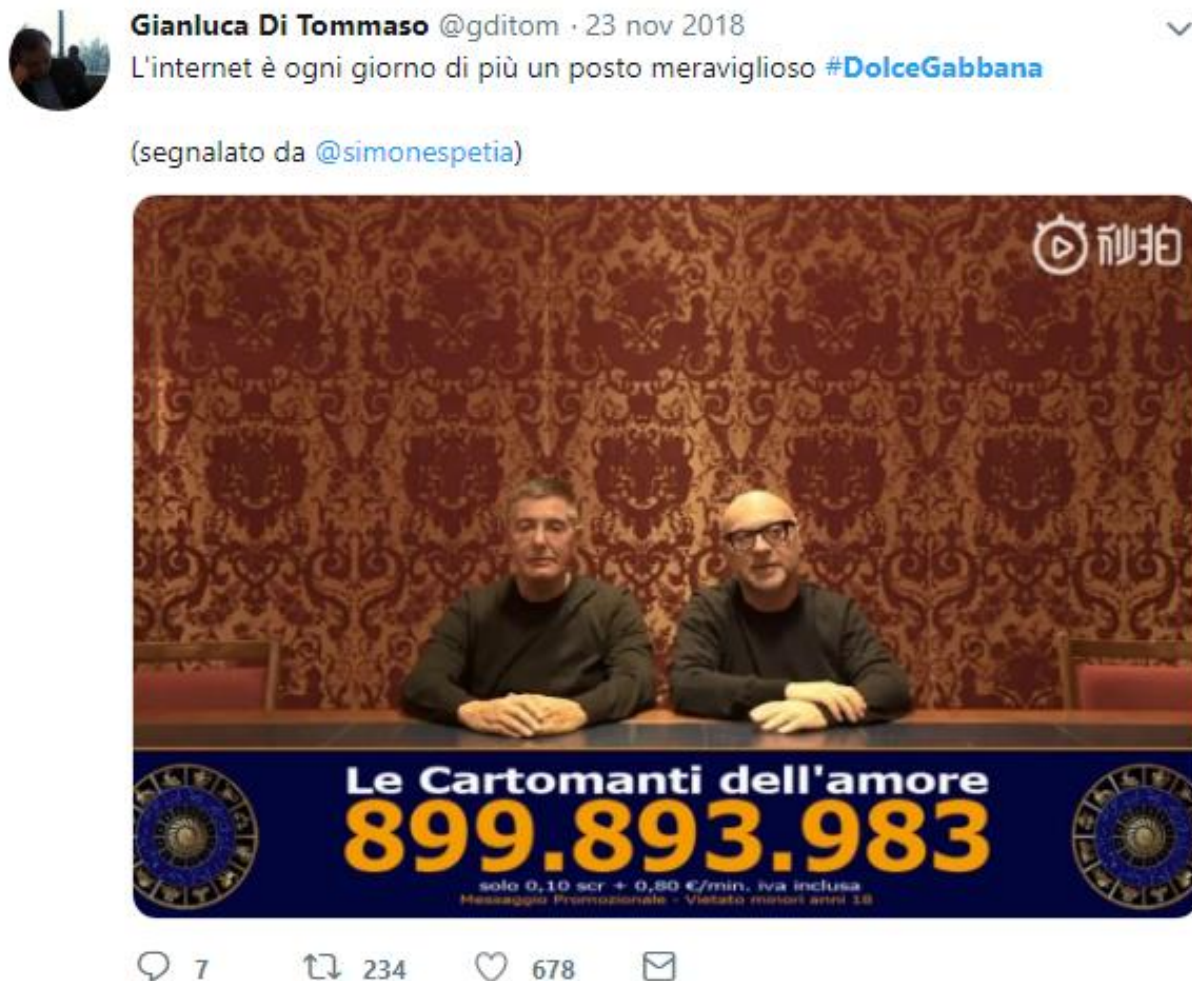 Gianluca Di Tommaso @gditom · 23 nov 2018
L'internet è ogni giorno di più un posto meraviglioso #DolceGabbana
(segnalato da @simonespetia)
秒拍
Le Cartomanti dell'amore
899.893.983
solo 0,10 scr + 0,80 €/min. iva inclusa
Messaggio Promozionale - Vietato minori anni 18
7 234 678